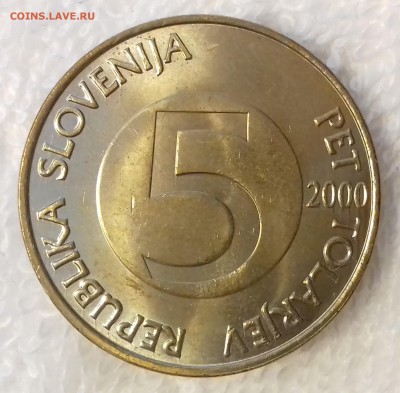 COINS.LAVE.RU
REPUBLIKA SLOVENIJA
5
2000
PET TOLARJEV